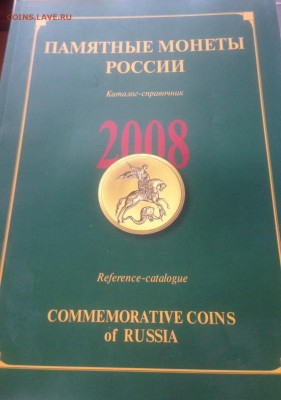 COINS.LAVE.RU
ПАМЯТНЫЕ МОНЕТЫ
РОССИИ
Каталог-справочник
2008
Reference-catalogue
COMMEMORATIVE COINS
of RUSSIA